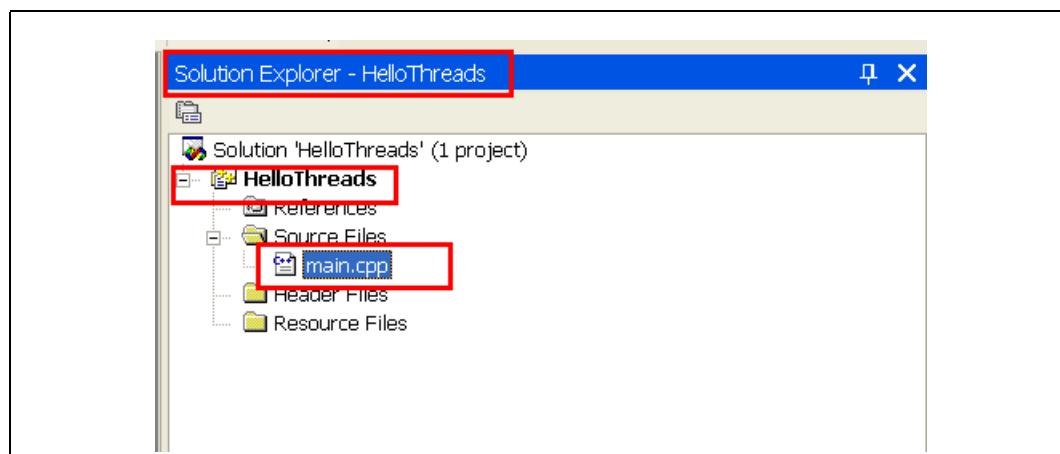 Solution Explorer - HelloThreads
Solution 'HelloThreads' (1 project)
HelloThreads
References
Source Files
main.cpp
Header Files
Resource Files